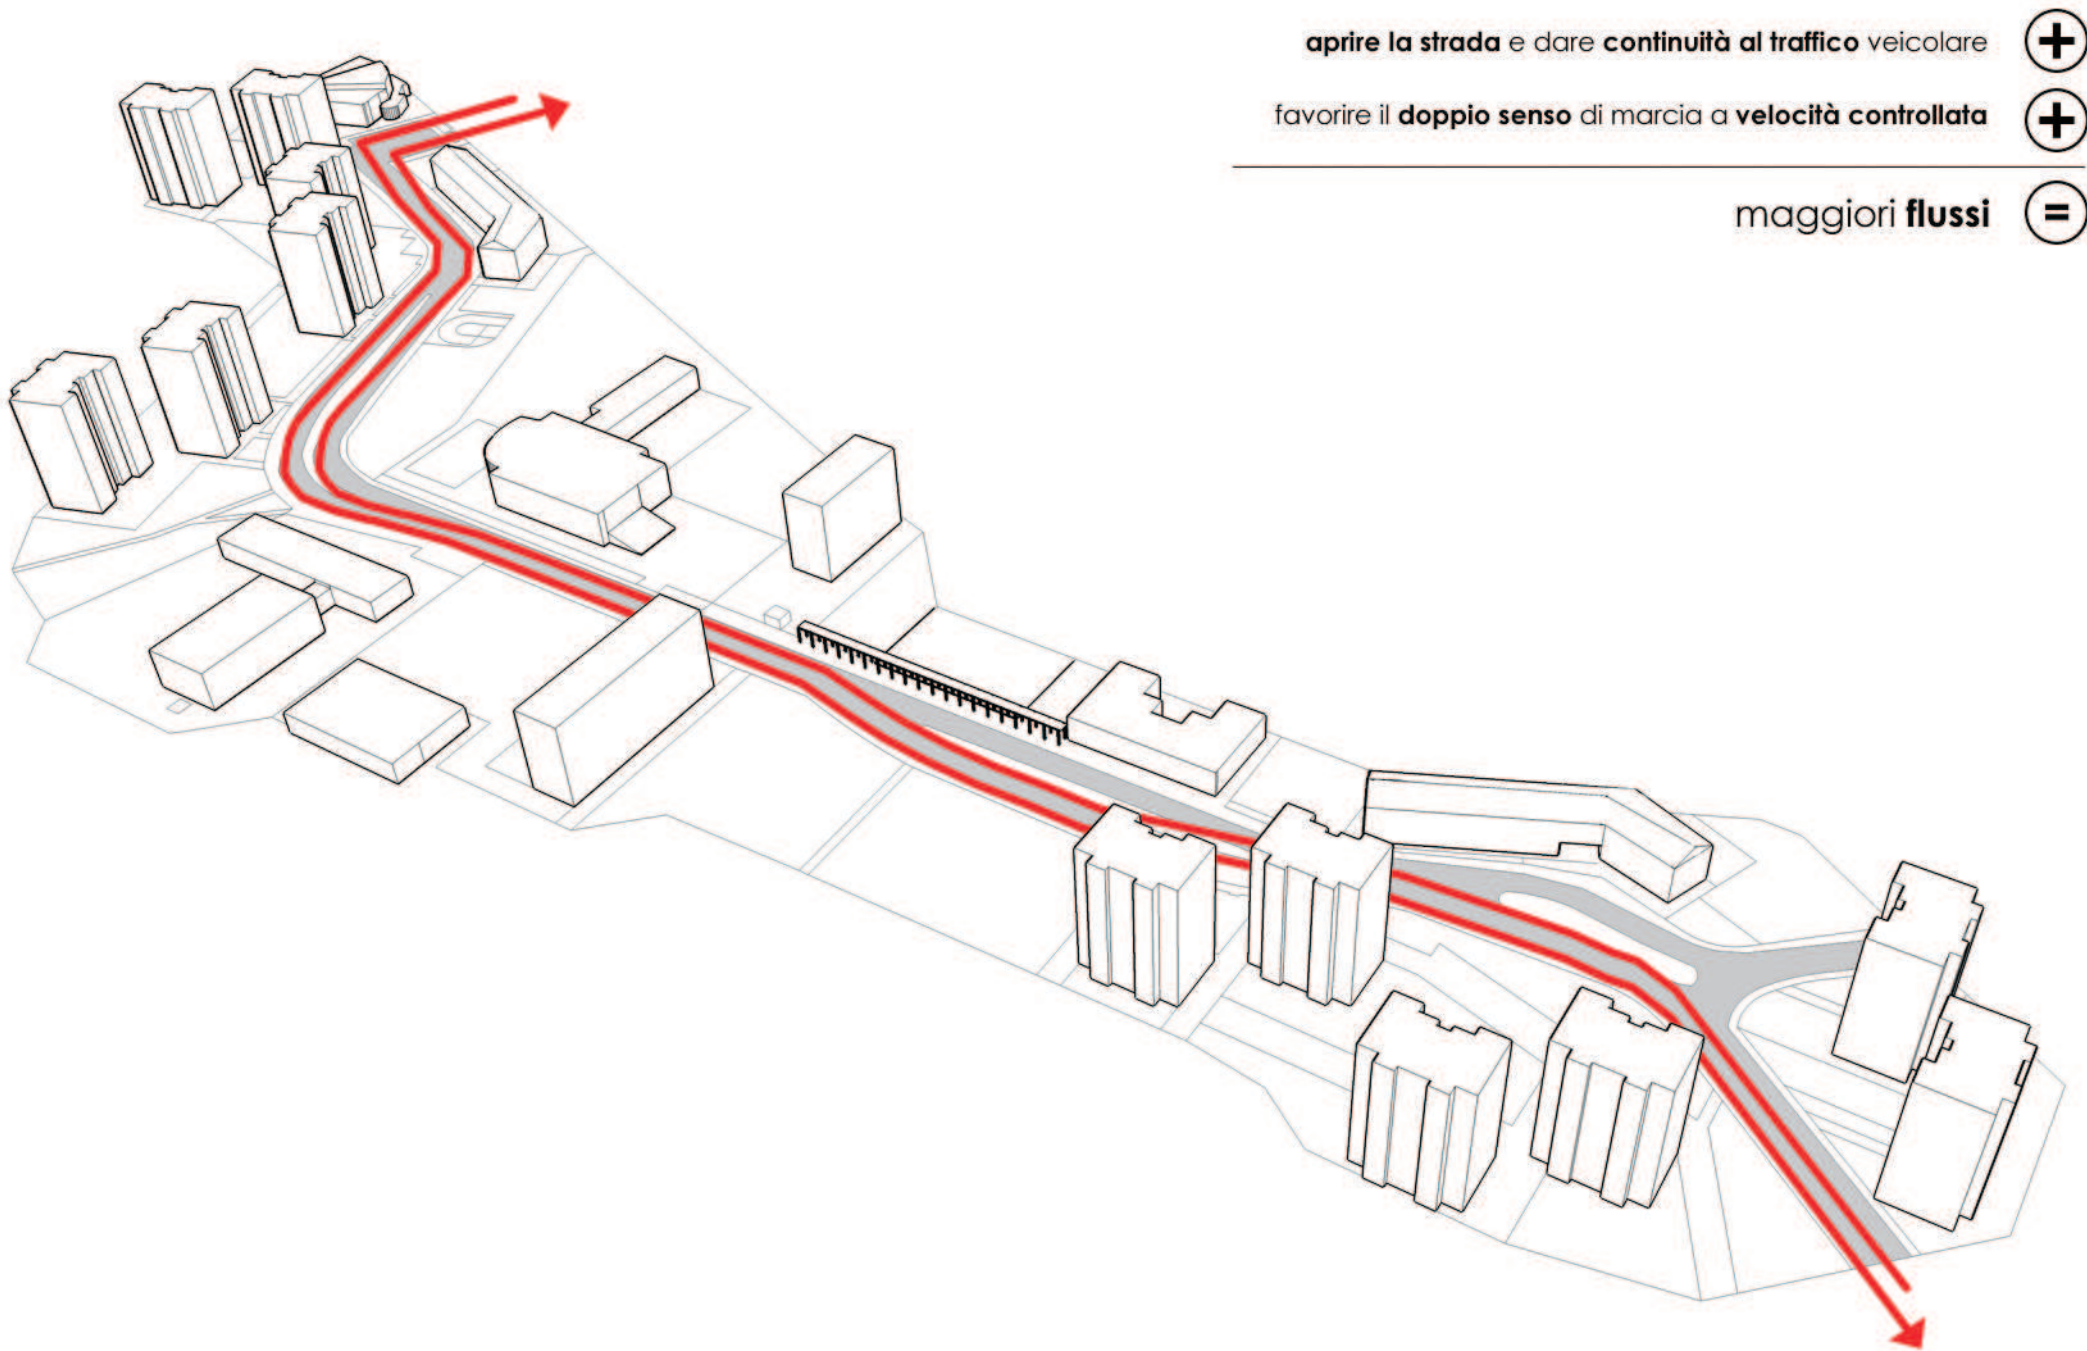 aprire la strada e dare continuità al traffico veicolare +
favorire il doppio senso di marcia a velocità controllata +
maggiori flussi =